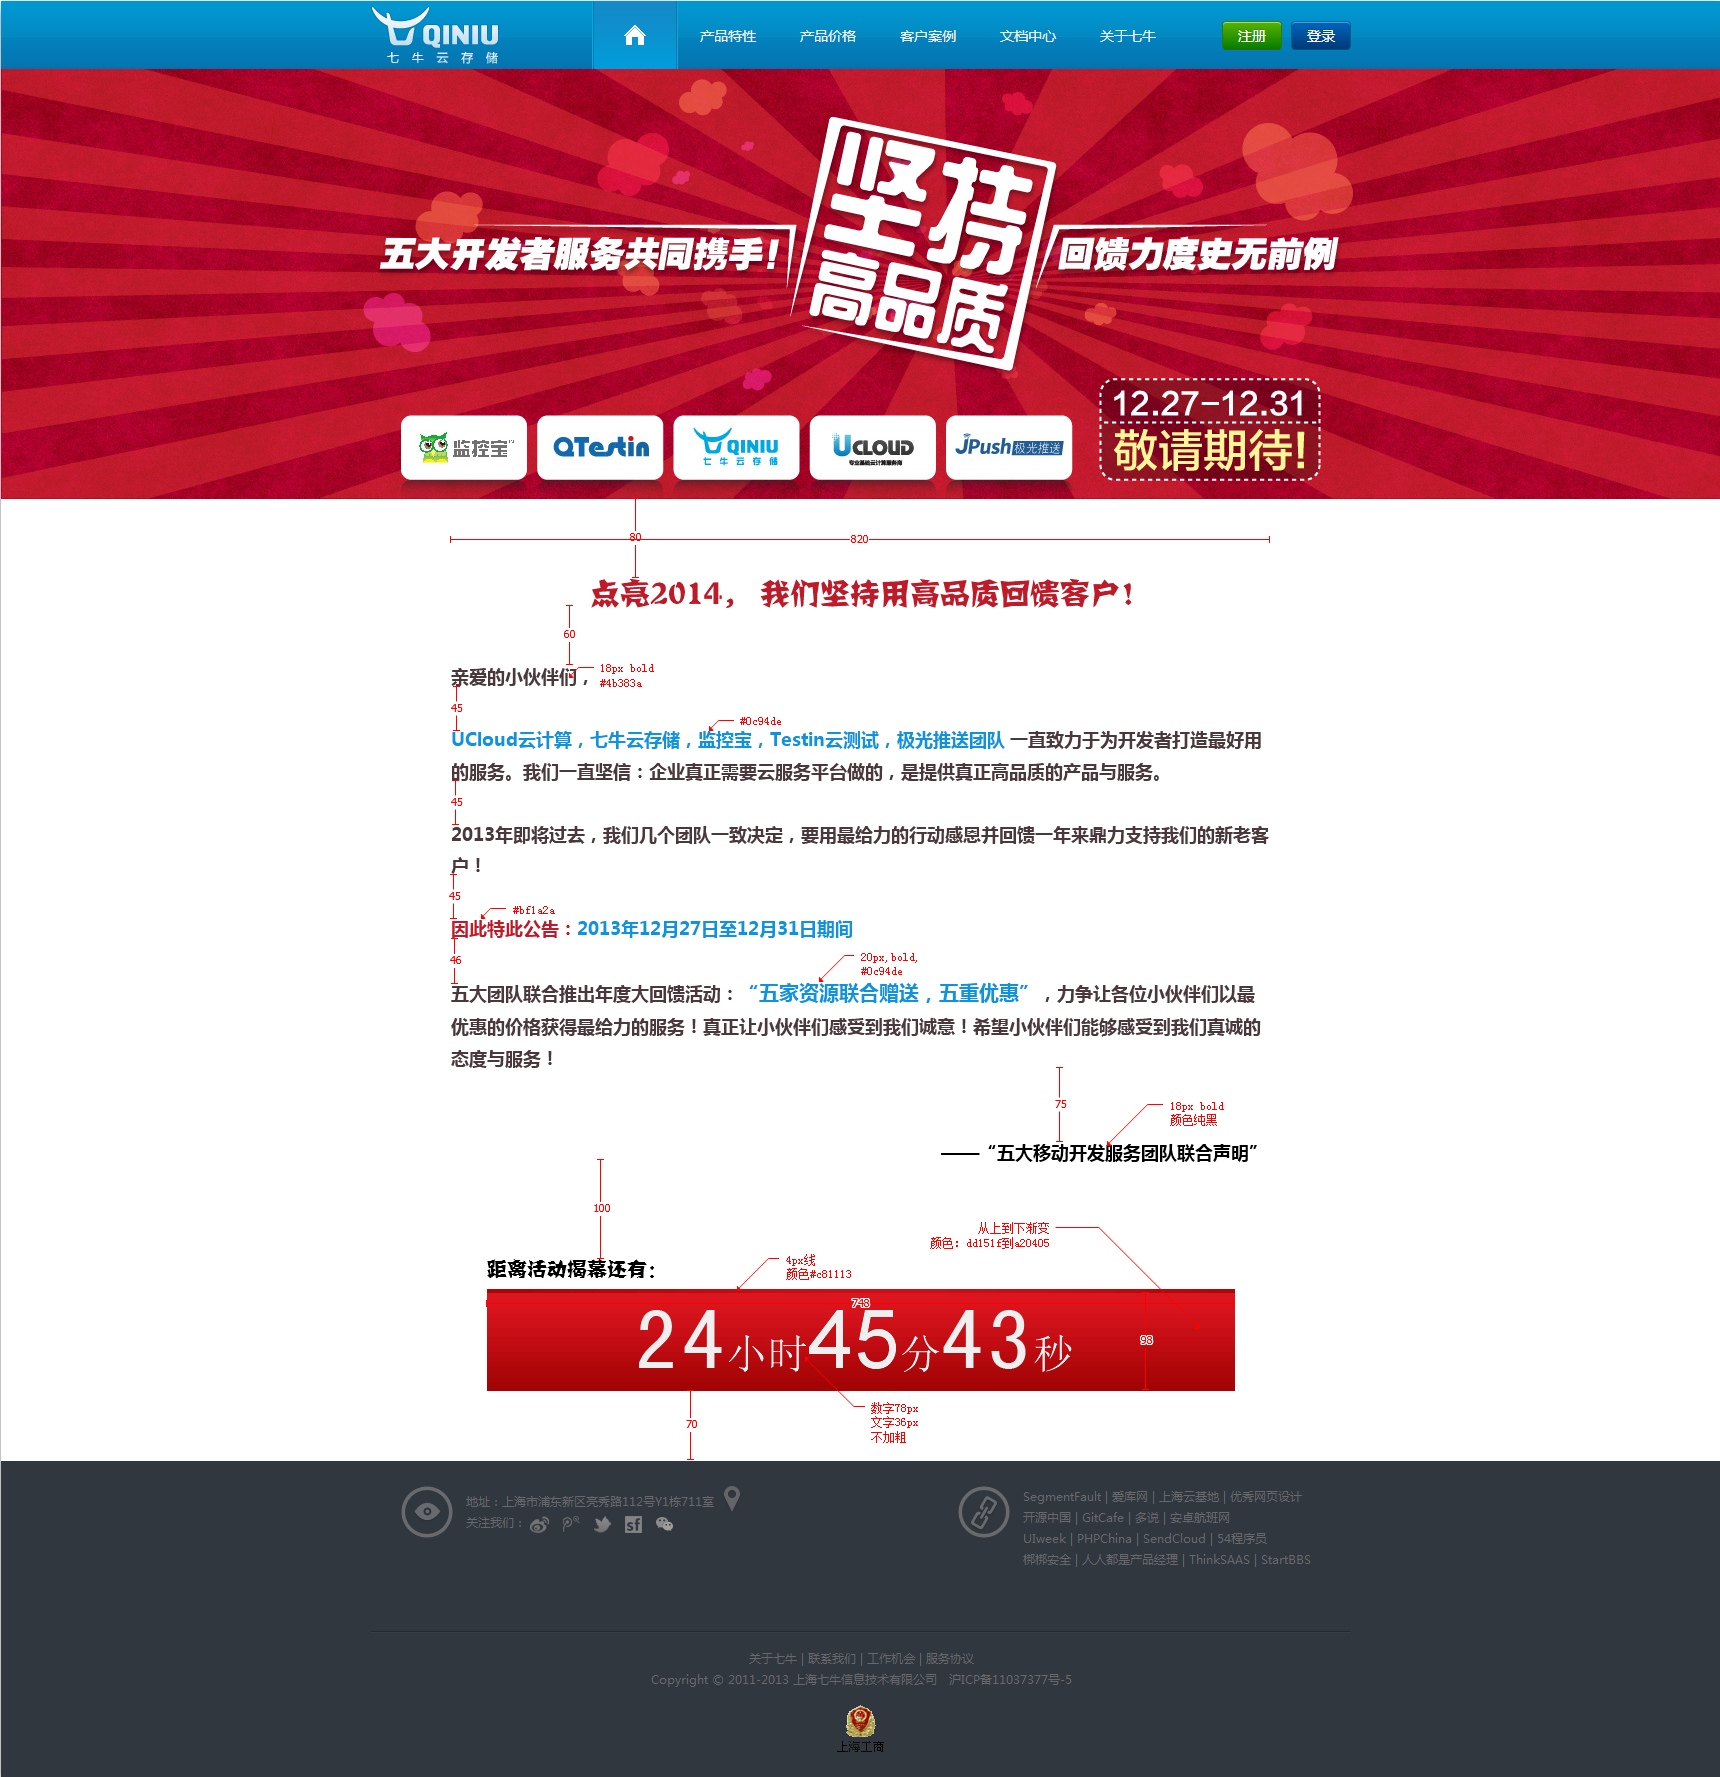 QINIU
七牛云存储
产品特性 产品价格 客户案例 文档中心 关于七牛 注册 登录
坚持
高品质
五大开发者服务共同携手!
回馈力度史无前例
12.27-12.31
敬请期待!
监控宝
QTestin
QINIU
七牛云存储
UCLOUD
专业基础云计算服务商
JPush 极光推送
80
820
点亮2014， 我们坚持用高品质回馈客户!
60
亲爱的小伙伴们，
18px bold
#4b383a
45
#0c94de
UCloud云计算，七牛云存储，监控宝，Testin云测试，极光推送团队 一直致力于为开发者打造最好用
的服务。我们一直坚信：企业真正需要云服务平台做的，是提供真正高品质的产品与服务。
45
2013年即将过去，我们几个团队一致决定，要用最给力的行动感恩并回馈一年来鼎力支持我们的新老客
户！
45
#bf1a2a
因此特此公告：2013年12月27日至12月31日期间
46
20px,bold,
#0c94de
五大团队联合推出年度大回馈活动：“五家资源联合赠送，五重优惠”，力争让各位小伙伴们以最
优惠的价格获得最给力的服务！真正让小伙伴们感受到我们诚意！希望小伙伴们能够感受到我们真诚的
态度与服务！
75
18px bold
颜色纯黑
——“五大移动开发服务团队联合声明”
100
从上到下渐变
颜色：dd151f到a20405
距离活动揭幕还有：
4px线
颜色#c81113
748
24小时45分43秒
98
70
数字78px
文字36px
不加粗
地址：上海市浦东新区亮秀路112号Y1栋711室
关注我们：
SegmentFault | 爱库网 | 上海云基地 | 优秀网页设计
开源中国 | GitCafe | 多说 | 安卓航班网
UIweek | PHPChina | SendCloud | 54程序员
梆梆安全 | 人人都是产品经理 | ThinkSAAS | StartBBS
关于七牛 | 联系我们 | 工作机会 | 服务协议
Copyright © 2011-2013 上海七牛信息技术有限公司 沪ICP备11037377号-5
上海工商